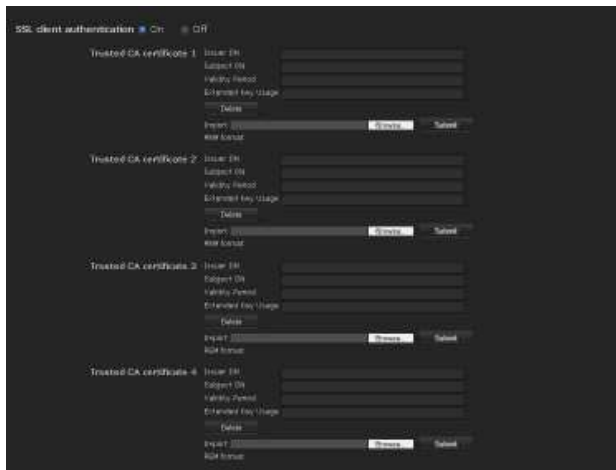 SSL client authentication On Off
Trusted CA certificate 1 Issuer DN
Subject DN
Validity Period
Extended Key Usage
Delete
Import Browse... Submit
PEM format
Trusted CA certificate 2 Issuer DN
Subject DN
Validity Period
Extended Key Usage
Delete
Import Browse... Submit
PEM format
Trusted CA certificate 3 Issuer DN
Subject DN
Validity Period
Extended Key Usage
Delete
Import Browse... Submit
PEM format
Trusted CA certificate 4 Issuer DN
Subject DN
Validity Period
Extended Key Usage
Delete
Import Browse... Submit
PEM format